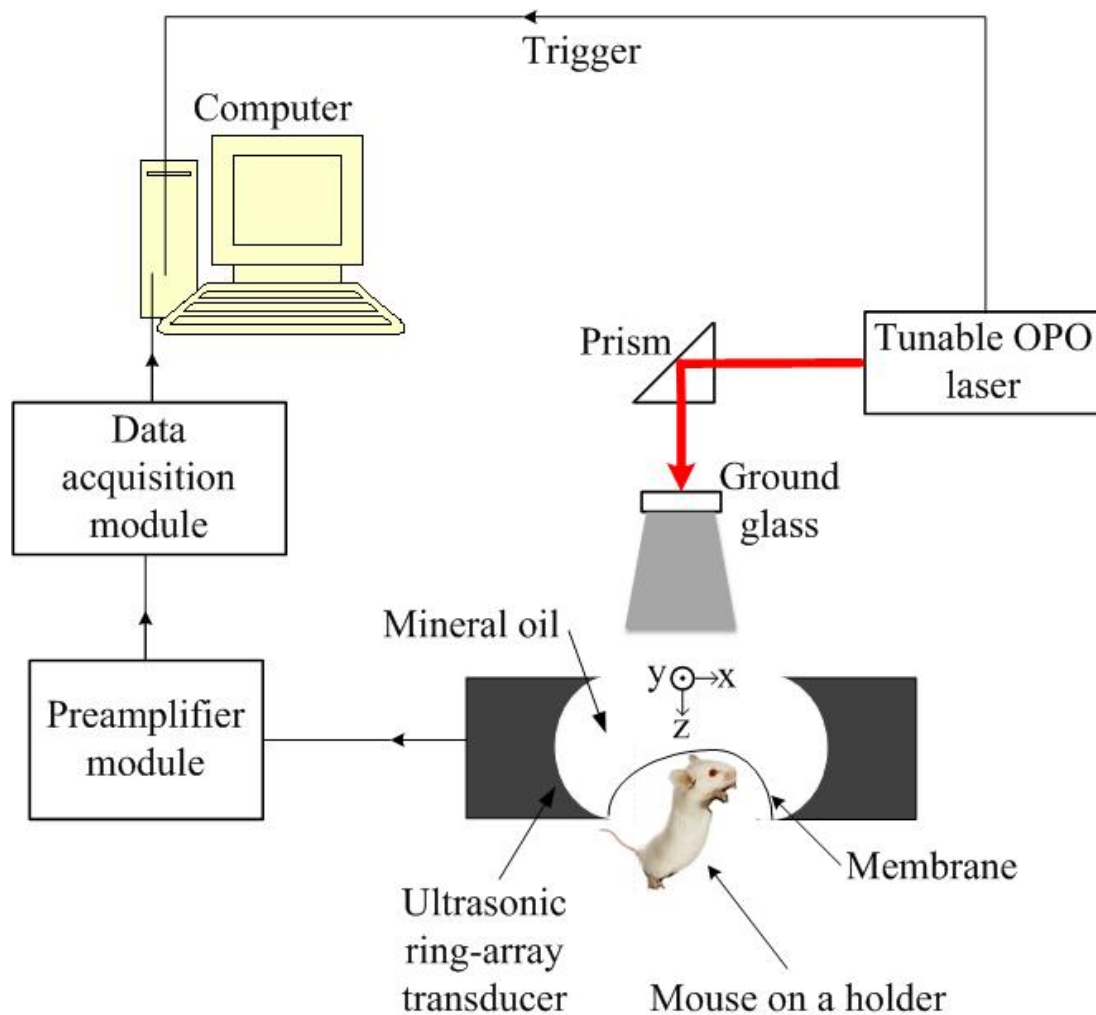 Trigger
Computer
Prism
Tunable OPO
laser
Data
acquisition
module
Ground
glass
Mineral oil
y x
z
Preamplifier
module
Membrane
Ultrasonic
ring-array
transducer
Mouse on a holder